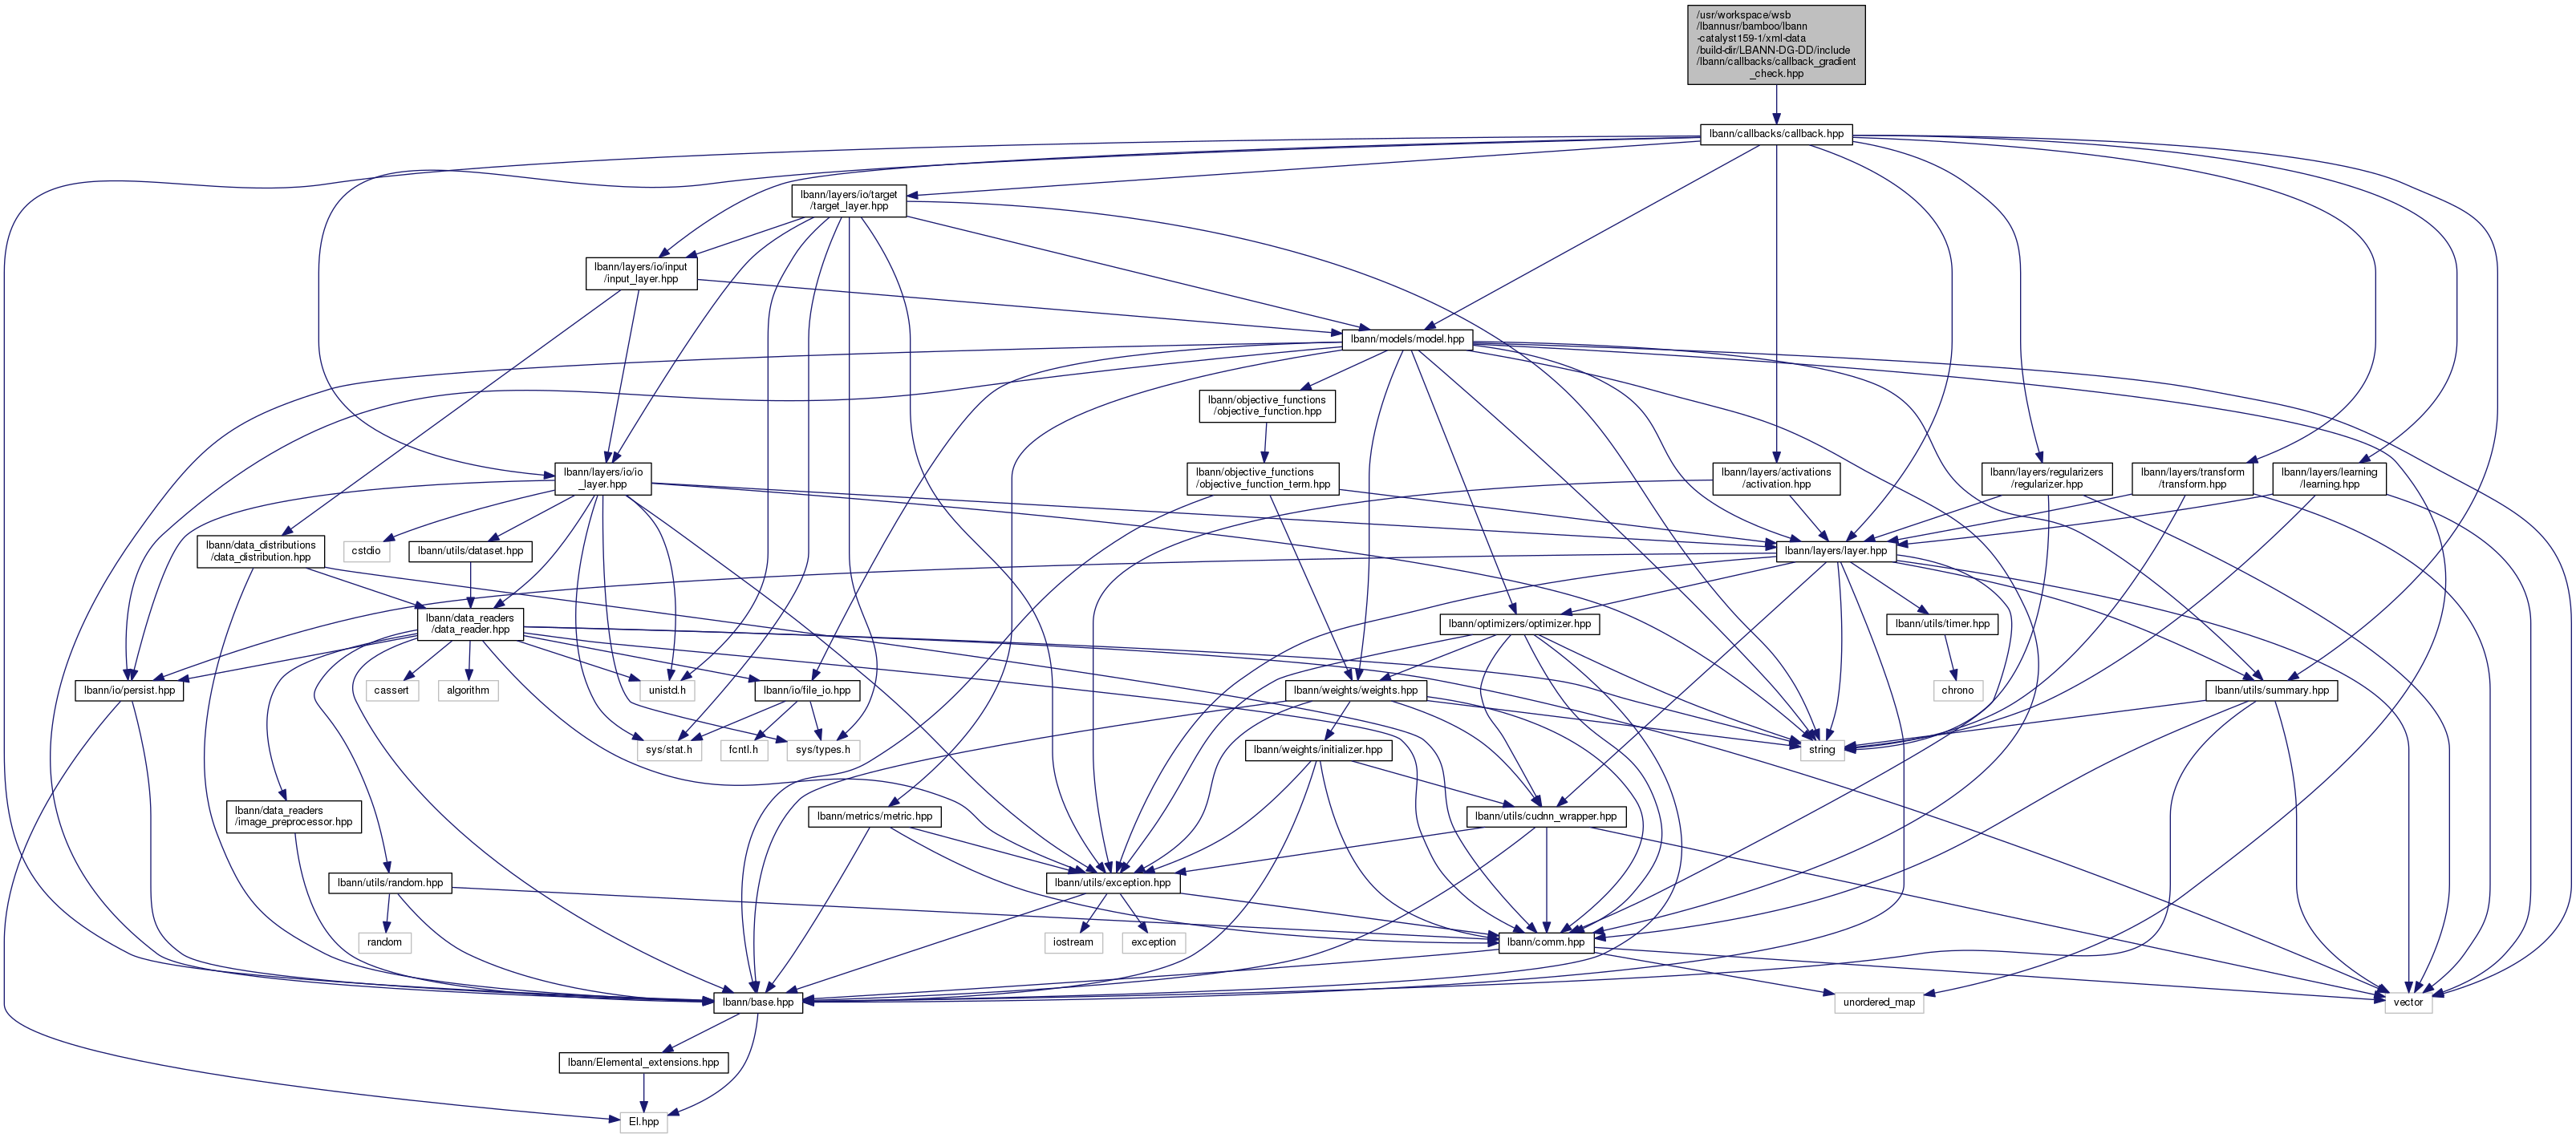 /usr/workspace/wsb
/lbannusr/bamboo/lbann
-catalyst159-1/xml-data
/build-dir/LBANN-DG-DD/include
/lbann/callbacks/callback_gradient
_check.hpp
lbann/callbacks/callback.hpp
lbann/layers/io/target
/target_layer.hpp
lbann/layers/io/input
/input_layer.hpp
lbann/models/model.hpp
lbann/objective_functions
/objective_function.hpp
lbann/layers/io/io
_layer.hpp
lbann/objective_functions
/objective_function_term.hpp
lbann/layers/activations
/activation.hpp
lbann/layers/regularizers
/regularizer.hpp
lbann/layers/transform
/transform.hpp
lbann/layers/learning
/learning.hpp
lbann/data_distributions
/data_distribution.hpp
cstdio
lbann/utils/dataset.hpp
lbann/layers/layer.hpp
lbann/data_readers
/data_reader.hpp
lbann/optimizers/optimizer.hpp
lbann/utils/timer.hpp
lbann/io/persist.hpp
cassert
algorithm
unistd.h
lbann/io/file_io.hpp
lbann/weights/weights.hpp
chrono
lbann/utils/summary.hpp
sys/stat.h
fcntl.h
sys/types.h
lbann/weights/initializer.hpp
string
lbann/data_readers
/image_preprocessor.hpp
lbann/metrics/metric.hpp
lbann/utils/cudnn_wrapper.hpp
lbann/utils/random.hpp
lbann/utils/exception.hpp
random
iostream
exception
lbann/comm.hpp
lbann/base.hpp
unordered_map
vector
lbann/Elemental_extensions.hpp
El.hpp